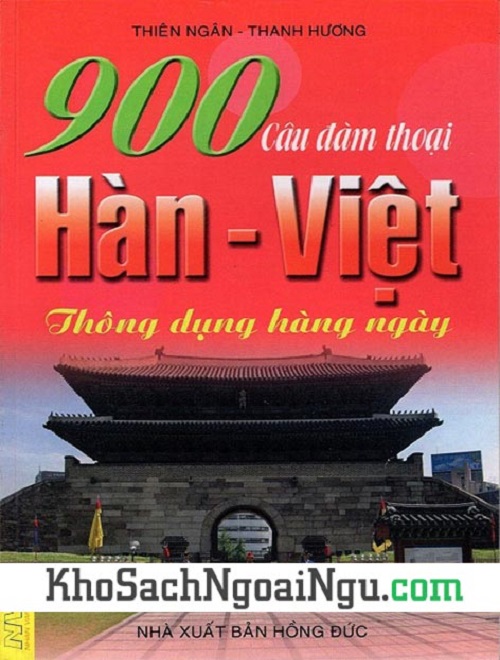 THIÊN NGÂN - THANH HƯƠNG
900 Câu đàm thoại
Hàn - Việt
Thông dụng hàng ngày
KhoSachNgoaiNgu.com
NV
NHÀ XUẤT BẢN HỒNG ĐỨC